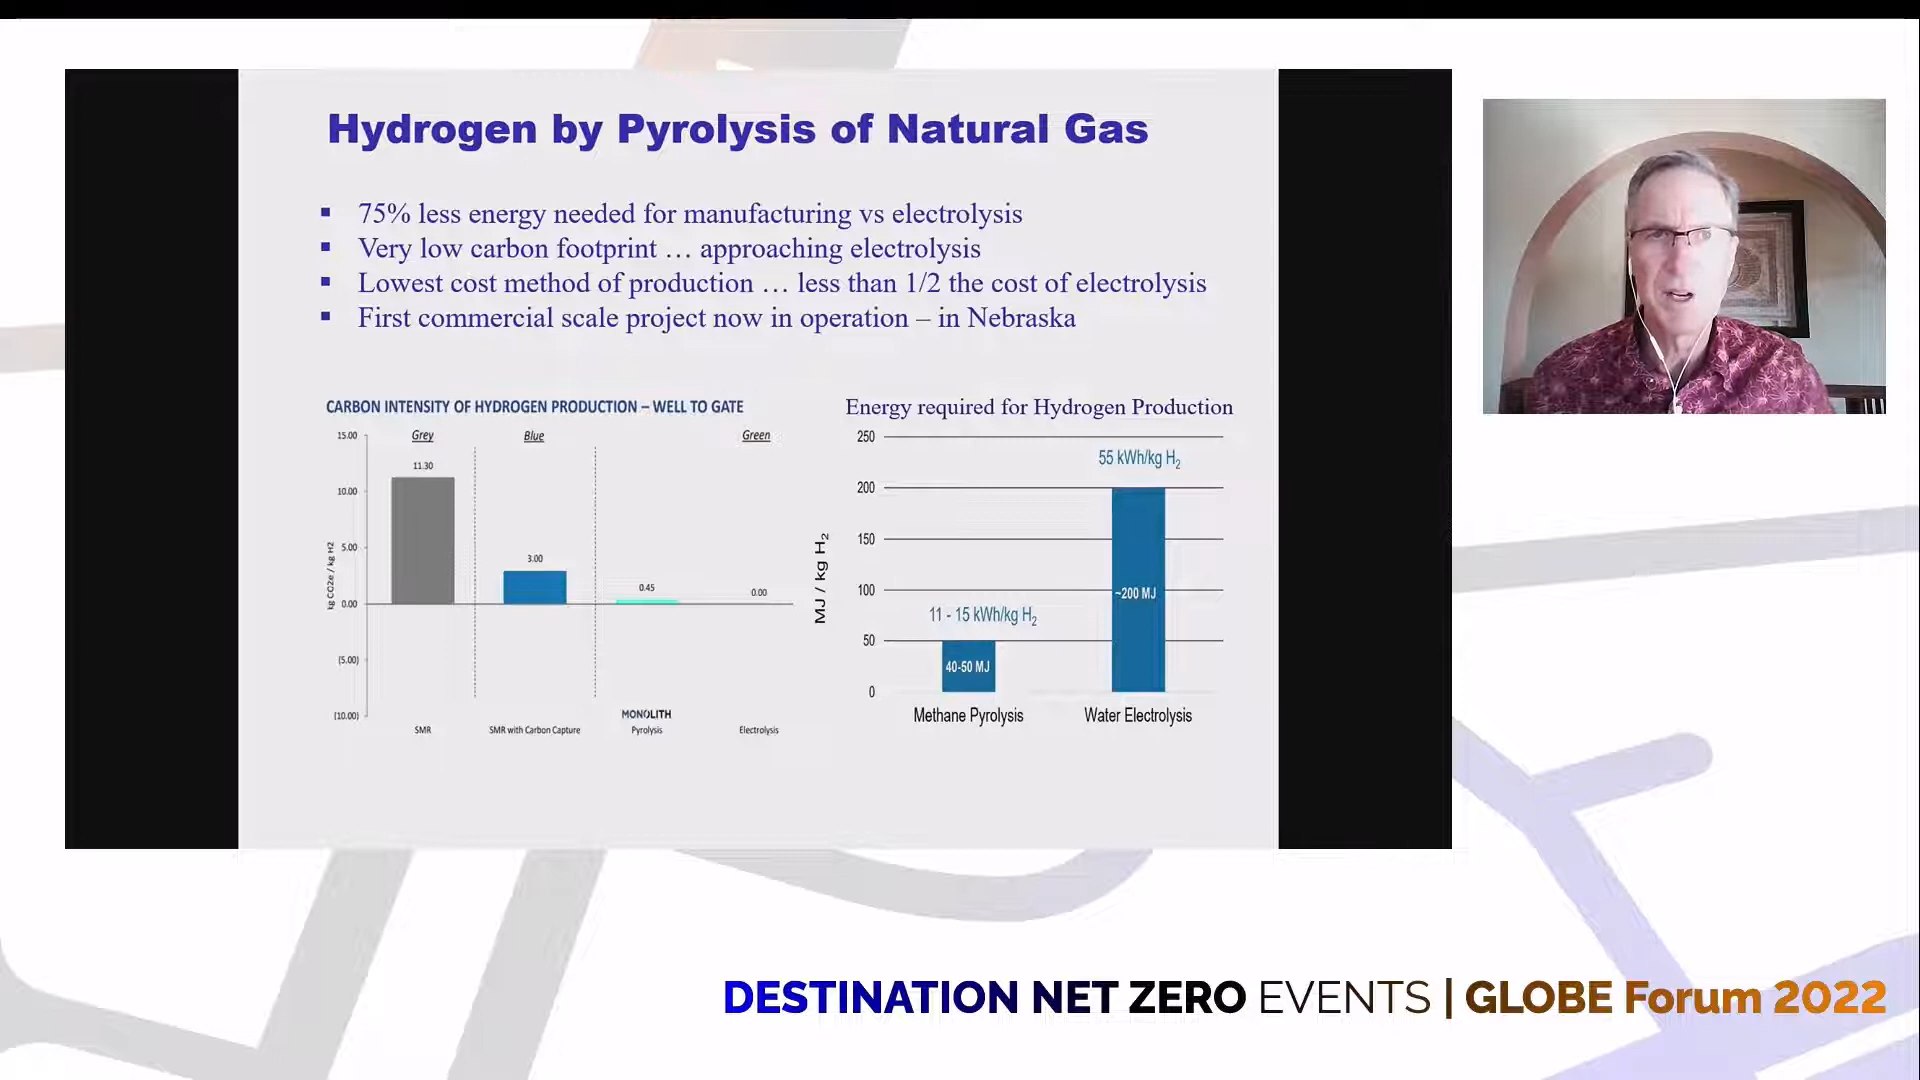 Hydrogen by Pyrolysis of Natural Gas
75% less energy needed for manufacturing vs electrolysis
Very low carbon footprint … approaching electrolysis
Lowest cost method of production … less than 1/2 the cost of electrolysis
First commercial scale project now in operation – in Nebraska
CARBON INTENSITY OF HYDROGEN PRODUCTION – WELL TO GATE
Grey
Blue
Green
15.00
10.00
5.00
0.00
(5.00)
(10.00)
kg CO2e / kg H2
11.30
3.00
0.45
0.00
SMR
SMR with Carbon Capture
MONOLITH
Pyrolysis
Electrolysis
Energy required for Hydrogen Production
250
200
150
100
50
0
MJ / kg H₂
55 kWh/kg H₂
~200 MJ
11 - 15 kWh/kg H₂
40-50 MJ
Methane Pyrolysis
Water Electrolysis
DESTINATION NET ZERO EVENTS | GLOBE Forum 2022